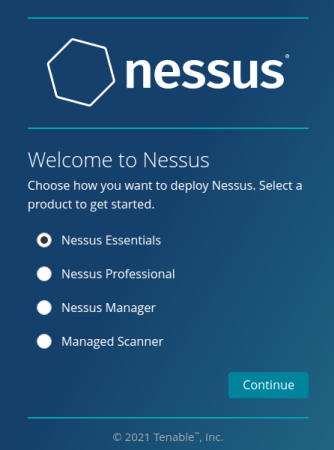 nessus®
Welcome to Nessus
Choose how you want to deploy Nessus. Select a
product to get started.
Nessus Essentials
Nessus Professional
Nessus Manager
Managed Scanner
Continue
© 2021 Tenable™, Inc.